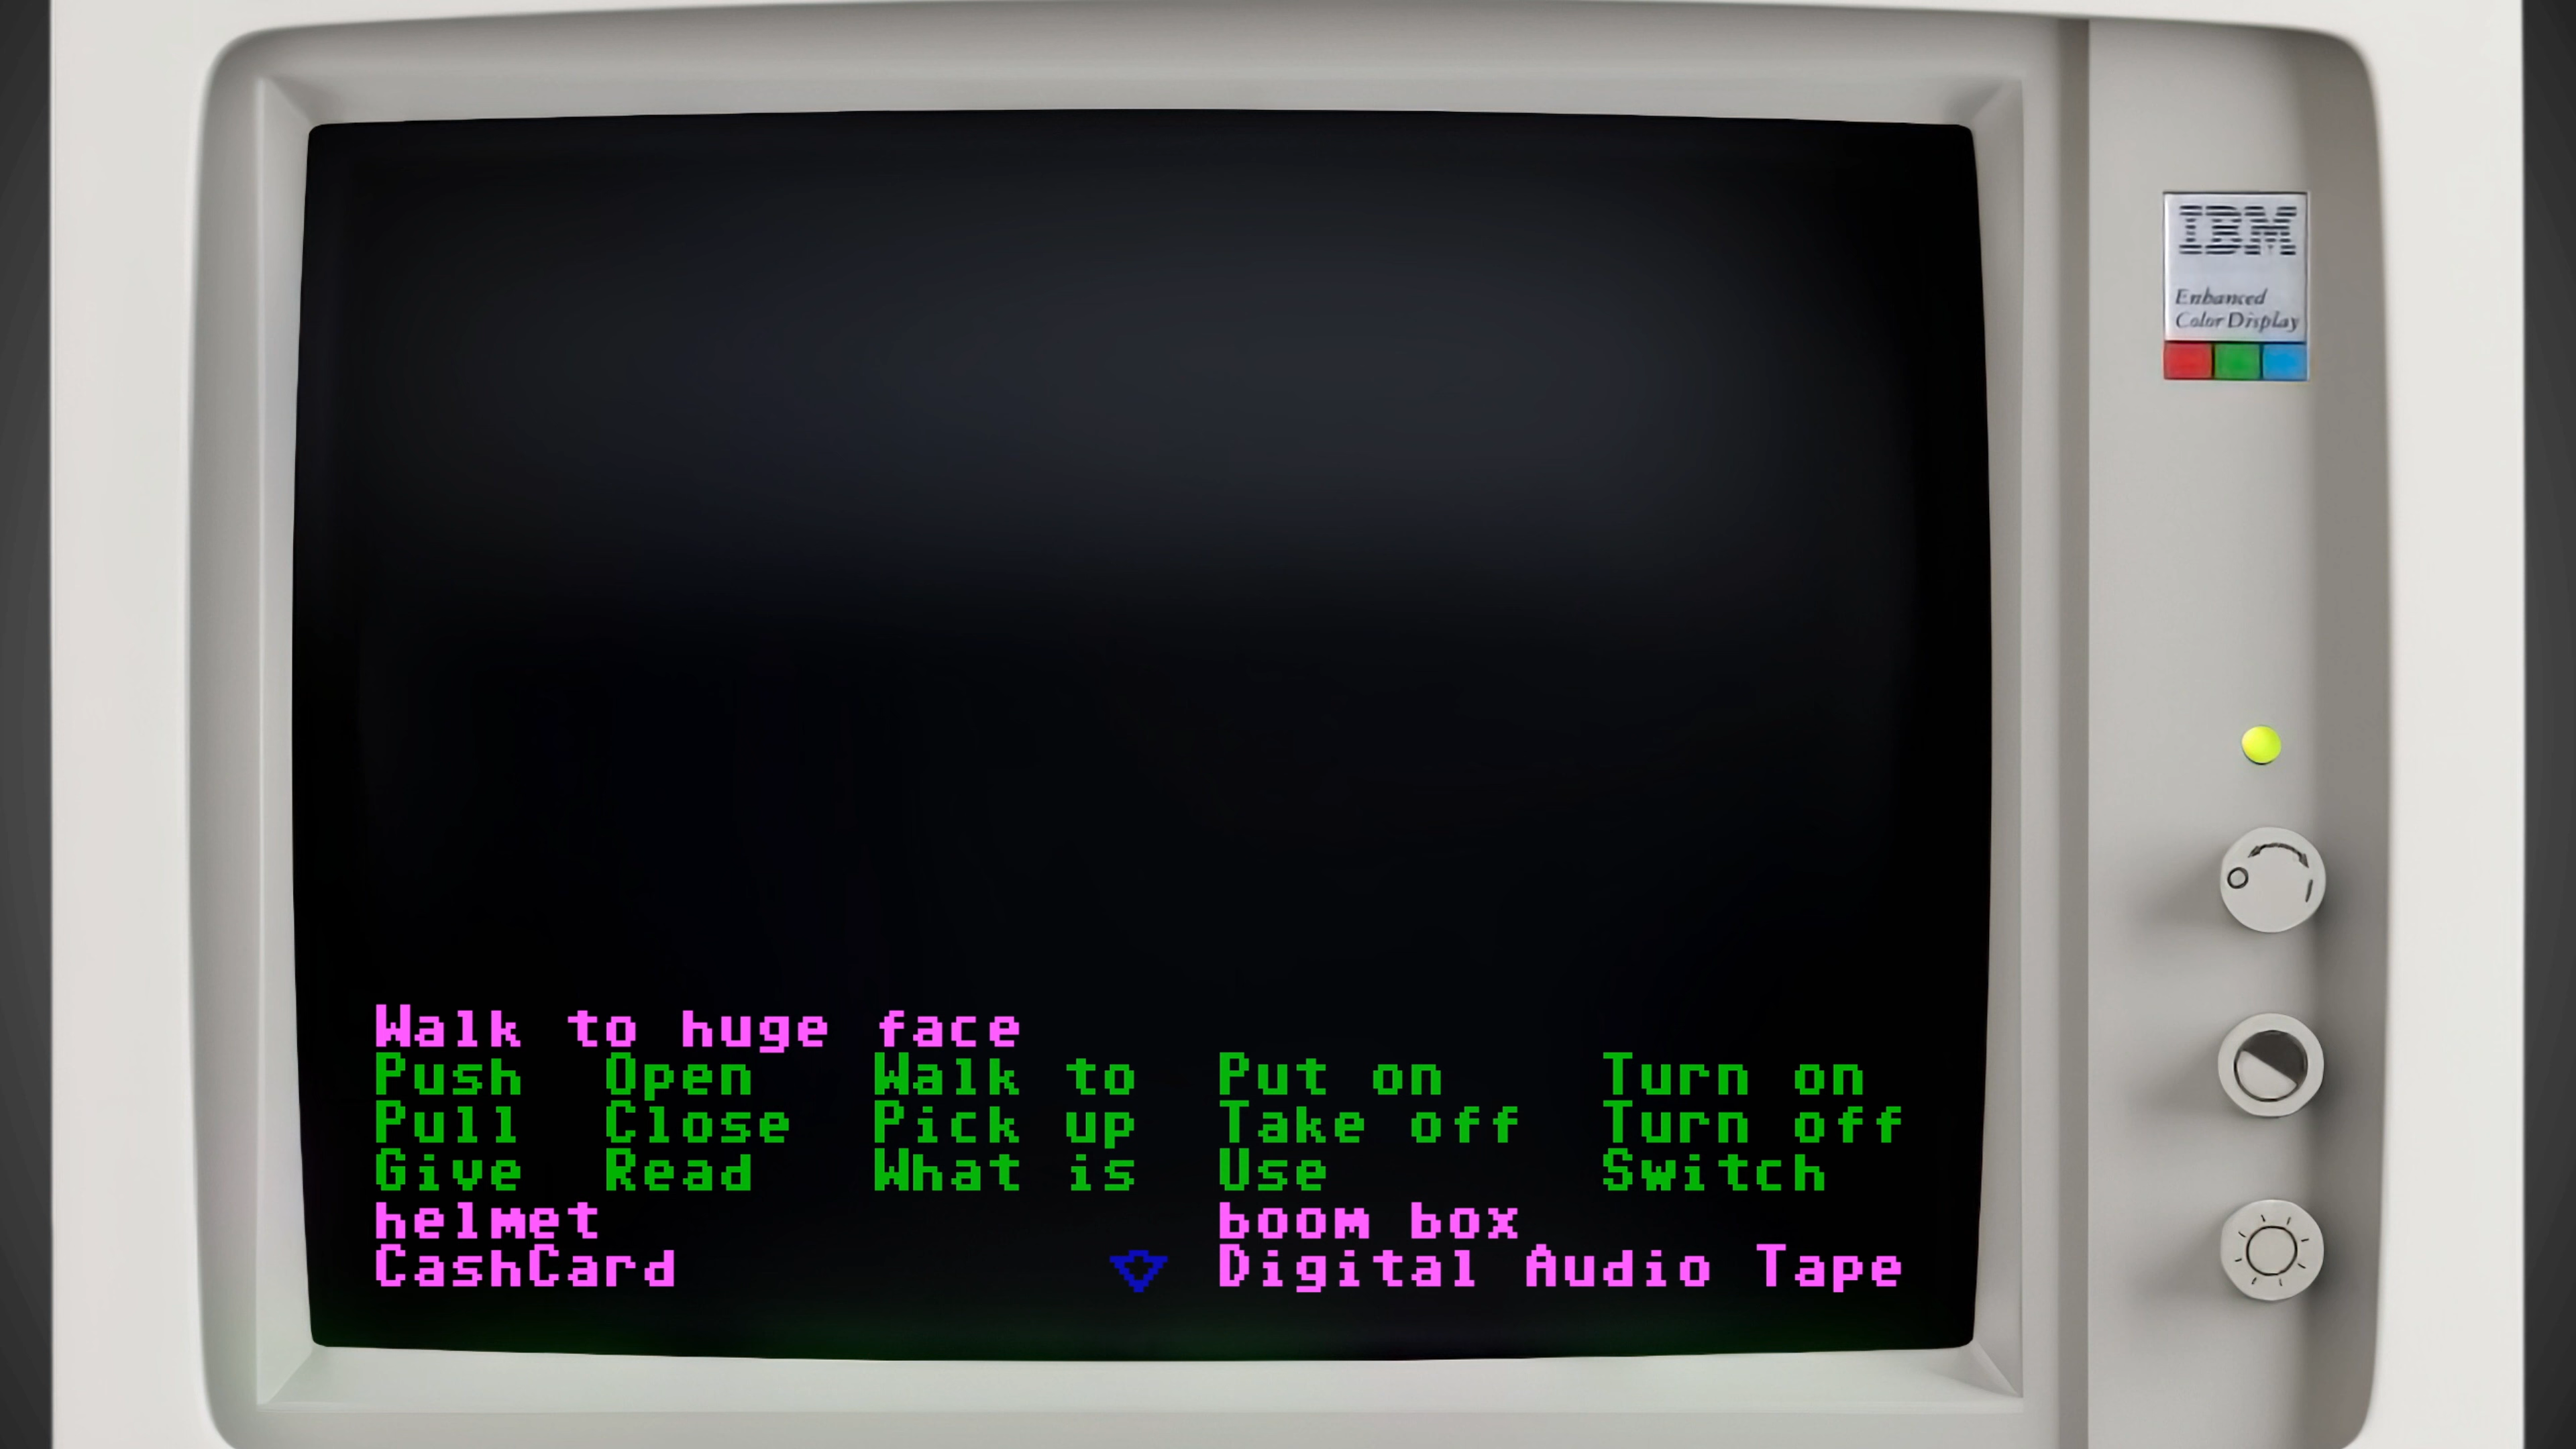 IBM
Enhanced
Color Display
Walk to huge face
Push Open Walk to Put on Turn on
Pull Close Pick up Take off Turn off
Give Read What is Use Switch
helmet boom box
CashCard Digital Audio Tape